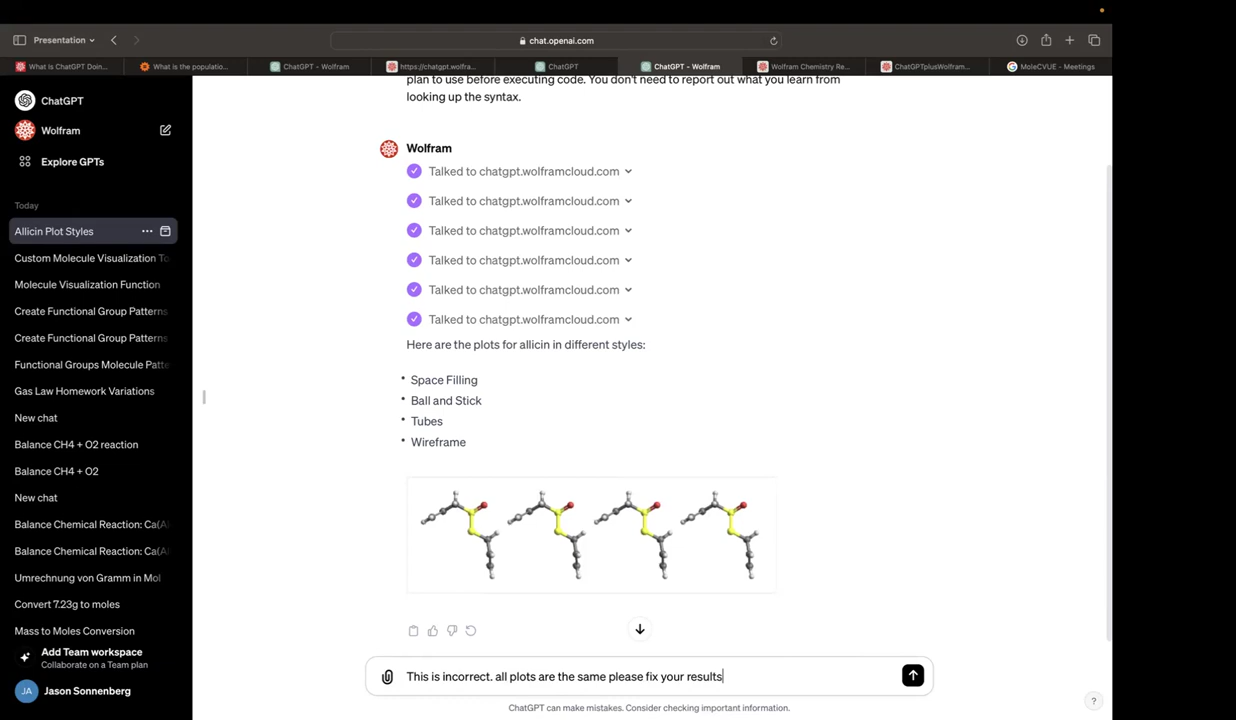 Presentation
chat.openai.com
What Is ChatGPT Doin...
What is the populatio...
ChatGPT - Wolfram
https://chatgpt.wolfra...
ChatGPT
ChatGPT - Wolfram
Wolfram Chemistry Re...
ChatGPTplusWolfram...
MoleCVUE - Meetings
ChatGPT
Wolfram
Explore GPTs
Today
Allicin Plot Styles
Custom Molecule Visualization To
Molecule Visualization Function
Create Functional Group Patterns
Create Functional Group Patterns
Functional Groups Molecule Patte
Gas Law Homework Variations
New chat
Balance CH4 + O2 reaction
Balance CH4 + O2
New chat
Balance Chemical Reaction: Ca(A
Balance Chemical Reaction: Ca(A
Umrechnung von Gramm in Mol
Convert 7.23g to moles
Mass to Moles Conversion
Add Team workspace
Collaborate on a Team plan
JA
Jason Sonnenberg
plan to use before executing code. You don't need to report out what you learn from
looking up the syntax.
Wolfram
Talked to chatgpt.wolframcloud.com
Talked to chatgpt.wolframcloud.com
Talked to chatgpt.wolframcloud.com
Talked to chatgpt.wolframcloud.com
Talked to chatgpt.wolframcloud.com
Talked to chatgpt.wolframcloud.com
Here are the plots for allicin in different styles:
• Space Filling
• Ball and Stick
• Tubes
• Wireframe
This is incorrect. all plots are the same please fix your results
ChatGPT can make mistakes. Consider checking important information.
?